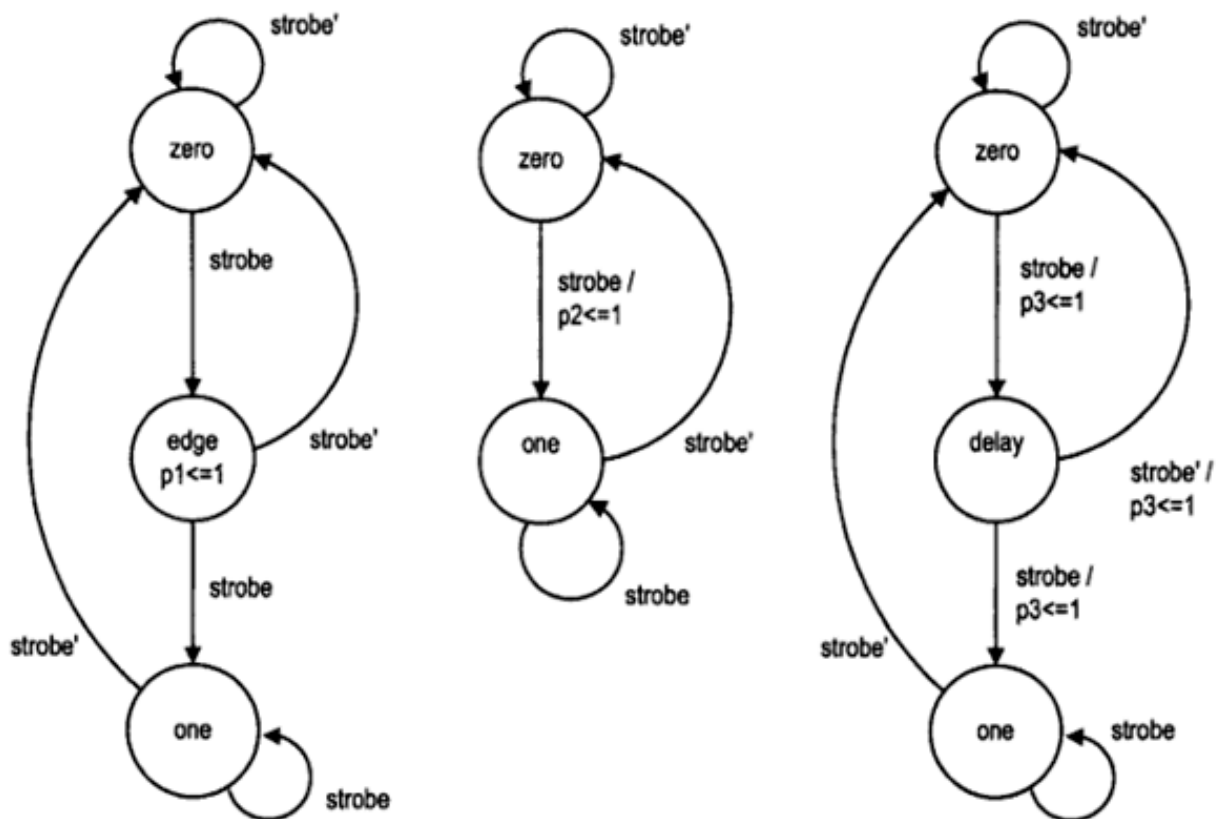 strobe'
zero
strobe
edge
p1<=1
strobe'
strobe
strobe'
one
strobe
strobe'
zero
strobe /
p2<=1
one
strobe'
strobe
strobe'
zero
strobe /
p3<=1
delay
strobe' /
p3<=1
strobe /
p3<=1
strobe'
one
strobe